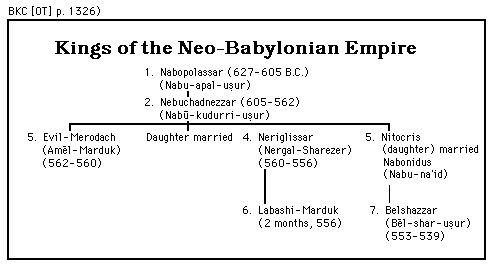 BKC [OT] p. 1326)
Kings of the Neo-Babylonian Empire
1. Nabopolassar (627-605 B.C.)
(Nabu-apal-uṣur)
2. Nebuchadnezzar (605-562)
(Nabū-kudurri-uṣur)
5. Evil-Merodach
(Amēl-Marduk)
(562-560)
Daughter married
4. Neriglissar
(Nergal-Sharezer)
(560-556)
5. Nitocris
(daughter) married
Nabonidus
(Nabu-na'id)
6. Labashi-Marduk
(2 months, 556)
7. Belshazzar
(Bēl-shar-uṣur)
(553-539)